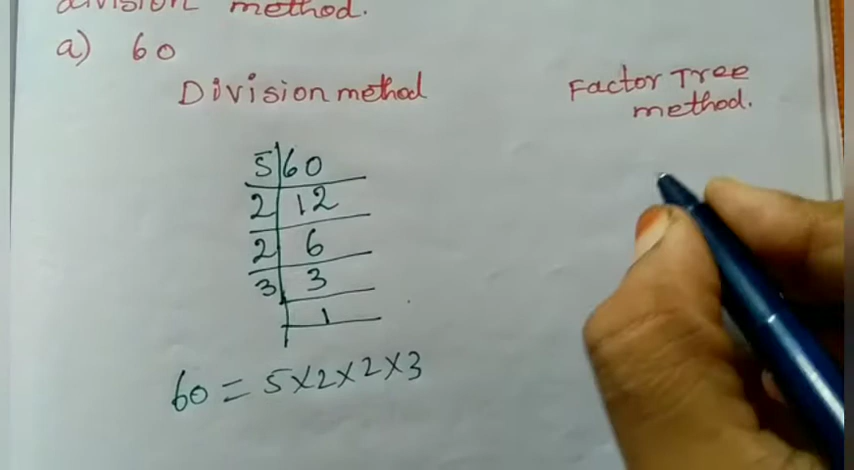 division method.
a) 60
Division method
Factor Tree
method.
5 60
2 12
2 6
3 3
1
60 = 5×2×2×3